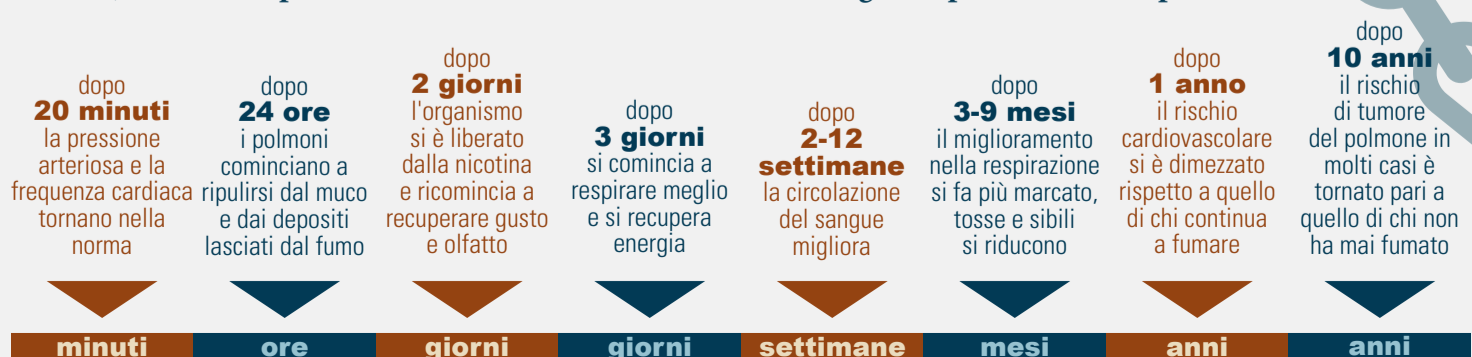 dopo
20 minuti
la pressione
arteriosa e la
frequenza cardiaca
tornano nella
norma
dopo
24 ore
i polmoni
cominciano a
ripulirsi dal muco
e dai depositi
lasciati dal fumo
dopo
2 giorni
l'organismo
si è liberato
dalla nicotina
e ricomincia a
recuperare gusto
e olfatto
dopo
3 giorni
si comincia a
respirare meglio
e si recupera
energia
dopo
2-12
settimane
la circolazione
del sangue
migliora
dopo
3-9 mesi
il miglioramento
nella respirazione
si fa più marcato,
tosse e sibili
si riducono
dopo
1 anno
il rischio
cardiovascolare
si è dimezzato
rispetto a quello
di chi continua
a fumare
dopo
10 anni
il rischio
di tumore
del polmone in
molti casi è
tornato pari a
quello di chi non
ha mai fumato
minuti
ore
giorni
giorni
settimane
mesi
anni
anni